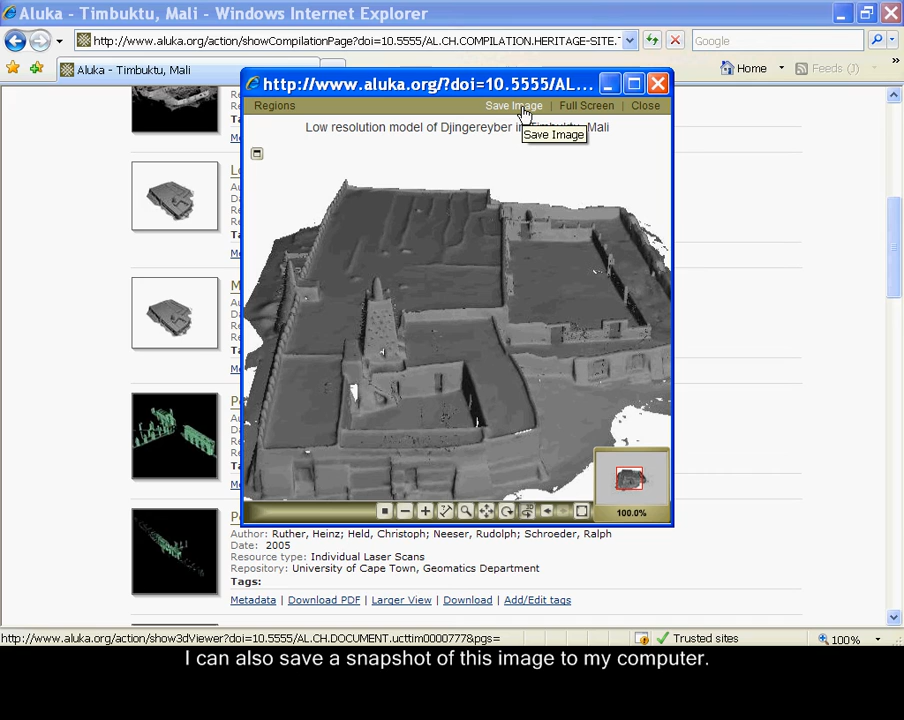 Aluka - Timbuktu, Mali - Windows Internet Explorer
http://www.aluka.org/action/showCompilationPage?doi=10.5555/AL.CH.COMPILATION.HERITAGE-SITE.
Google
Aluka - Timbuktu, Mali
Home
Feeds (J)
»
http://www.aluka.org/?doi=10.5555/AL...
Regions
Save Image | Full Screen | Close
Low resolution model of Djingereyber in Mali
Save Image
100.0%
Author: Ruther, Heinz; Held, Christoph; Neeser, Rudolph; Schroeder, Ralph
Date: 2005
Resource type: Individual Laser Scans
Repository: University of Cape Town, Geomatics Department
Tags:
Metadata | Download PDF | Larger View | Download | Add/Edit tags
http://www.aluka.org/action/show3dViewer?doi=10.5555/AL.CH.DOCUMENT.ucttim0000777&pgs=
Trusted sites
100%
I can also save a snapshot of this image to my computer.